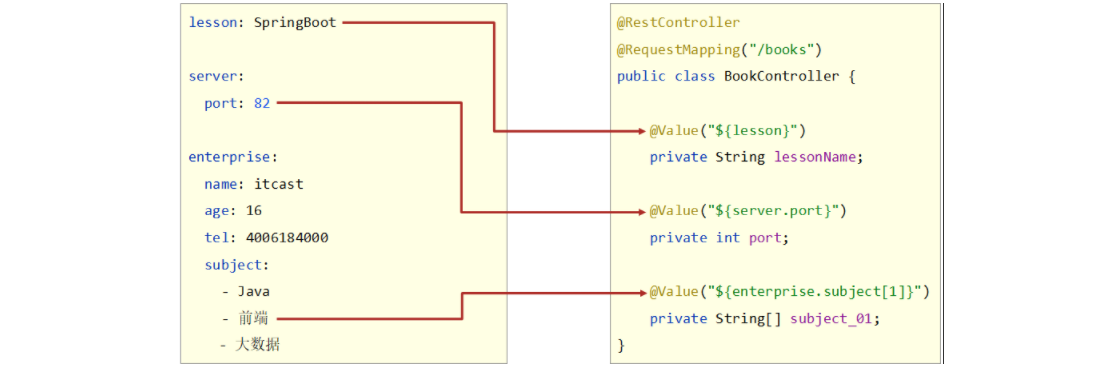 lesson: SpringBoot
server:
port: 82
enterprise:
name: itcast
age: 16
tel: 4006184000
subject:
- Java
- 前端
- 大数据
@RestController
@RequestMapping("/books")
public class BookController {
@Value("${lesson}")
private String lessonName;
@Value("${server.port}")
private int port;
@Value("${enterprise.subject[1]}")
private String[] subject_01;
}